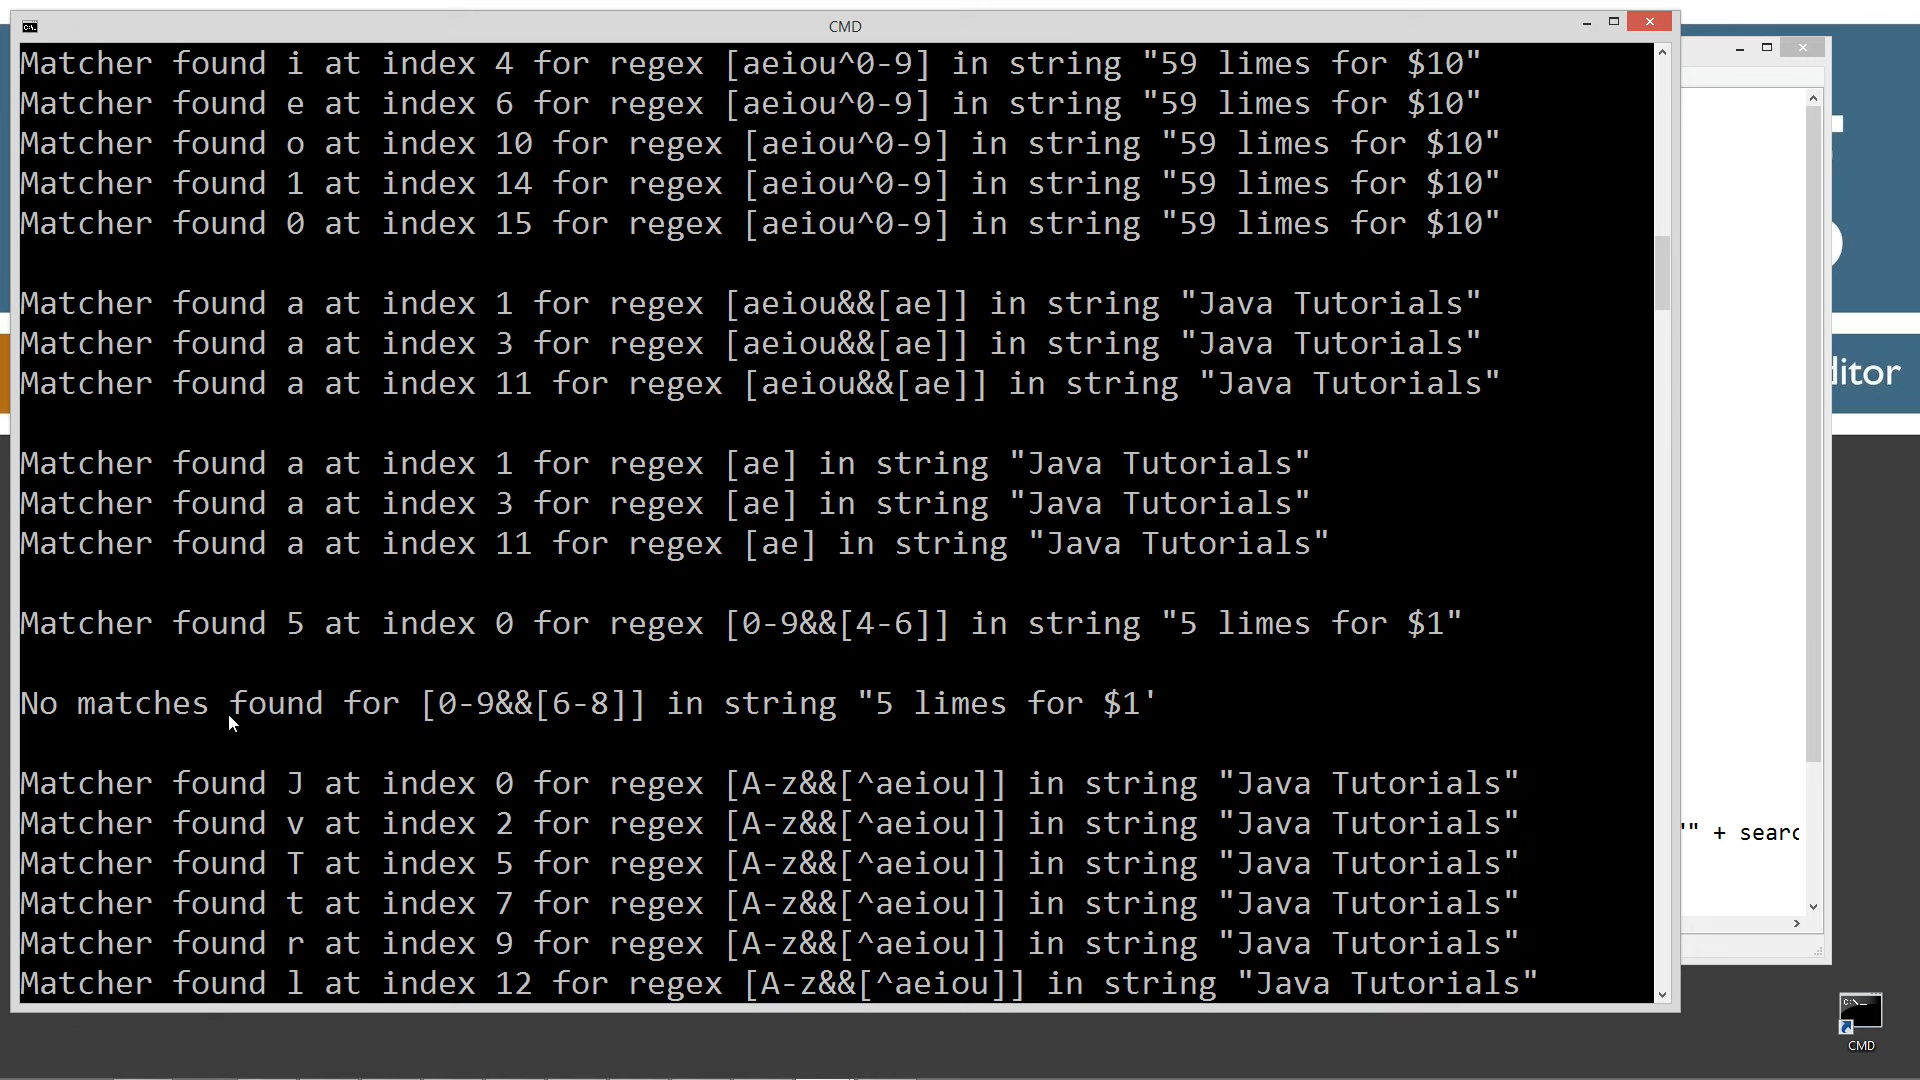 CMD
Matcher found i at index 4 for regex [aeiou^0-9] in string "59 limes for $10"
Matcher found e at index 6 for regex [aeiou^0-9] in string "59 limes for $10"
Matcher found o at index 10 for regex [aeiou^0-9] in string "59 limes for $10"
Matcher found 1 at index 14 for regex [aeiou^0-9] in string "59 limes for $10"
Matcher found 0 at index 15 for regex [aeiou^0-9] in string "59 limes for $10"
Matcher found a at index 1 for regex [aeiou&&[ae]] in string "Java Tutorials"
Matcher found a at index 3 for regex [aeiou&&[ae]] in string "Java Tutorials"
Matcher found a at index 11 for regex [aeiou&&[ae]] in string "Java Tutorials"
Matcher found a at index 1 for regex [ae] in string "Java Tutorials"
Matcher found a at index 3 for regex [ae] in string "Java Tutorials"
Matcher found a at index 11 for regex [ae] in string "Java Tutorials"
Matcher found 5 at index 0 for regex [0-9&&[4-6]] in string "5 limes for $1"
No matches found for [0-9&&[6-8]] in string "5 limes for $1'
Matcher found J at index 0 for regex [A-z&&[^aeiou]] in string "Java Tutorials"
Matcher found v at index 2 for regex [A-z&&[^aeiou]] in string "Java Tutorials"
Matcher found T at index 5 for regex [A-z&&[^aeiou]] in string "Java Tutorials"
Matcher found t at index 7 for regex [A-z&&[^aeiou]] in string "Java Tutorials"
Matcher found r at index 9 for regex [A-z&&[^aeiou]] in string "Java Tutorials"
Matcher found l at index 12 for regex [A-z&&[^aeiou]] in string "Java Tutorials"
ditor
'" + searc
CMD